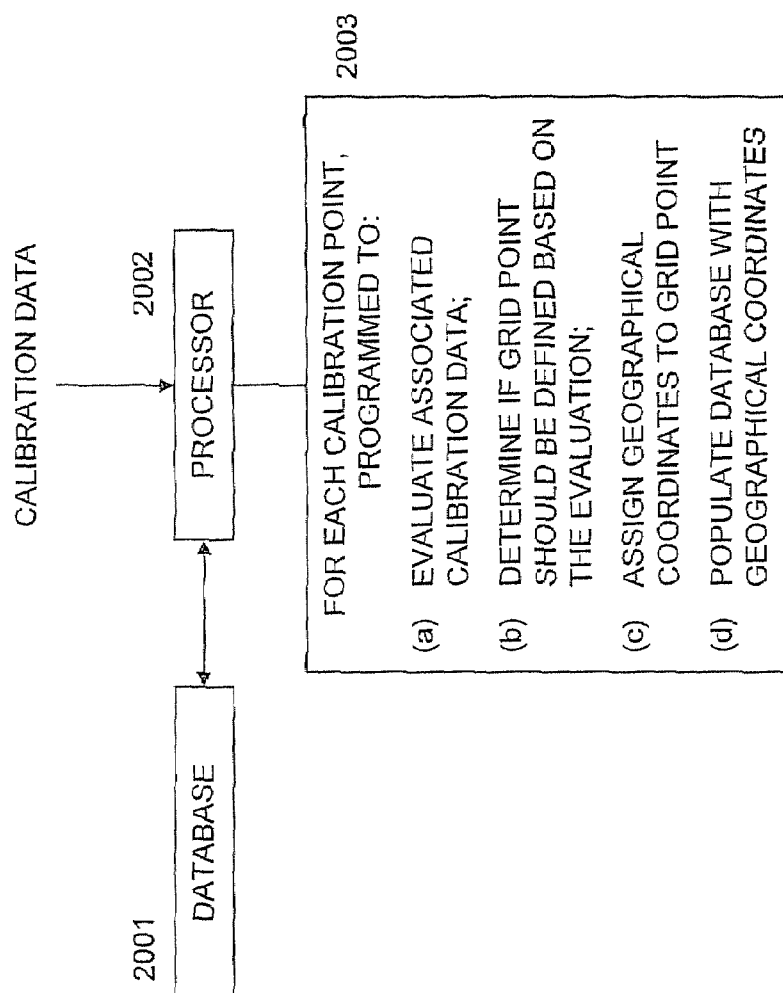 CALIBRATION DATA
2001
DATABASE
2002
PROCESSOR
2003
FOR EACH CALIBRATION POINT,
PROGRAMMED TO:
(a) EVALUATE ASSOCIATED
CALIBRATION DATA;
(b) DETERMINE IF GRID POINT
SHOULD BE DEFINED BASED ON
THE EVALUATION;
(c) ASSIGN GEOGRAPHICAL
COORDINATES TO GRID POINT
(d) POPULATE DATABASE WITH
GEOGRAPHICAL COORDINATES